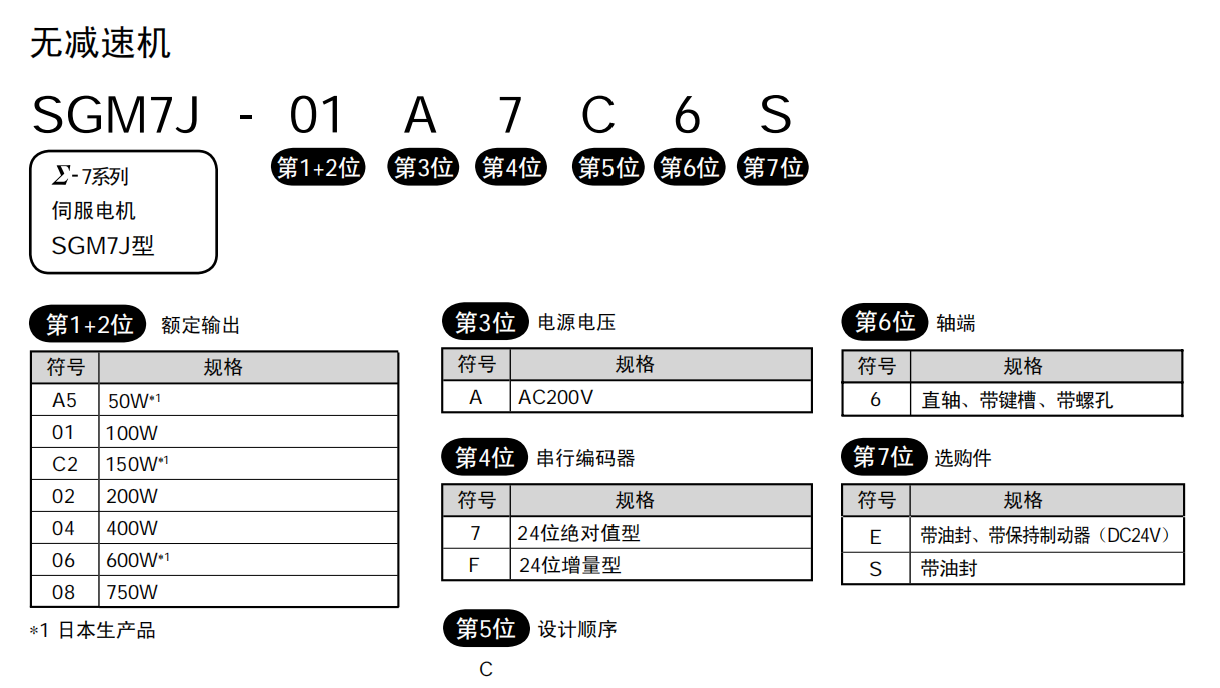 无减速机
SGM7J - 01 A 7 C 6 S
第1+2位 第3位 第4位 第5位 第6位 第7位
Σ-7系列
伺服电机
SGM7J型
第1+2位 额定输出
符号 规格
A5 50W*1
01 100W
C2 150W*1
02 200W
04 400W
06 600W*1
08 750W
*1 日本生产品
第3位 电源电压
符号 规格
A AC200V
第4位 串行编码器
符号 规格
7 24位绝对值型
F 24位增量型
第5位 设计顺序
C
第6位 轴端
符号 规格
6 直轴、带键槽、带螺孔
第7位 选购件
符号 规格
E 带油封、带保持制动器（DC24V）
S 带油封